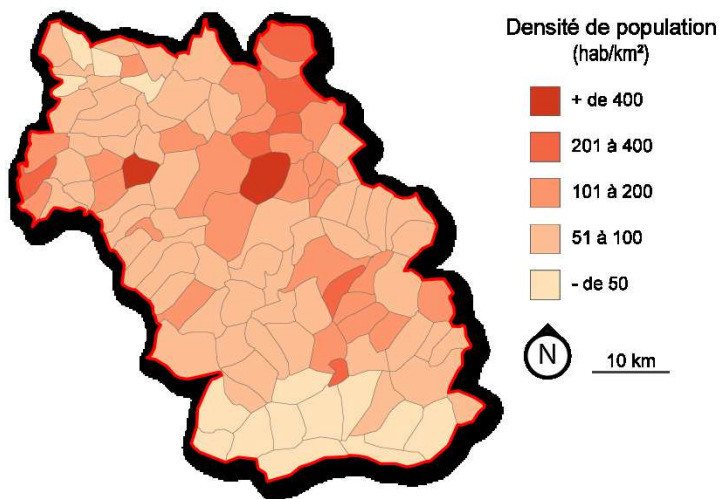 Densité de population
(hab/km²)
+ de 400
201 à 400
101 à 200
51 à 100
- de 50
N
10 km